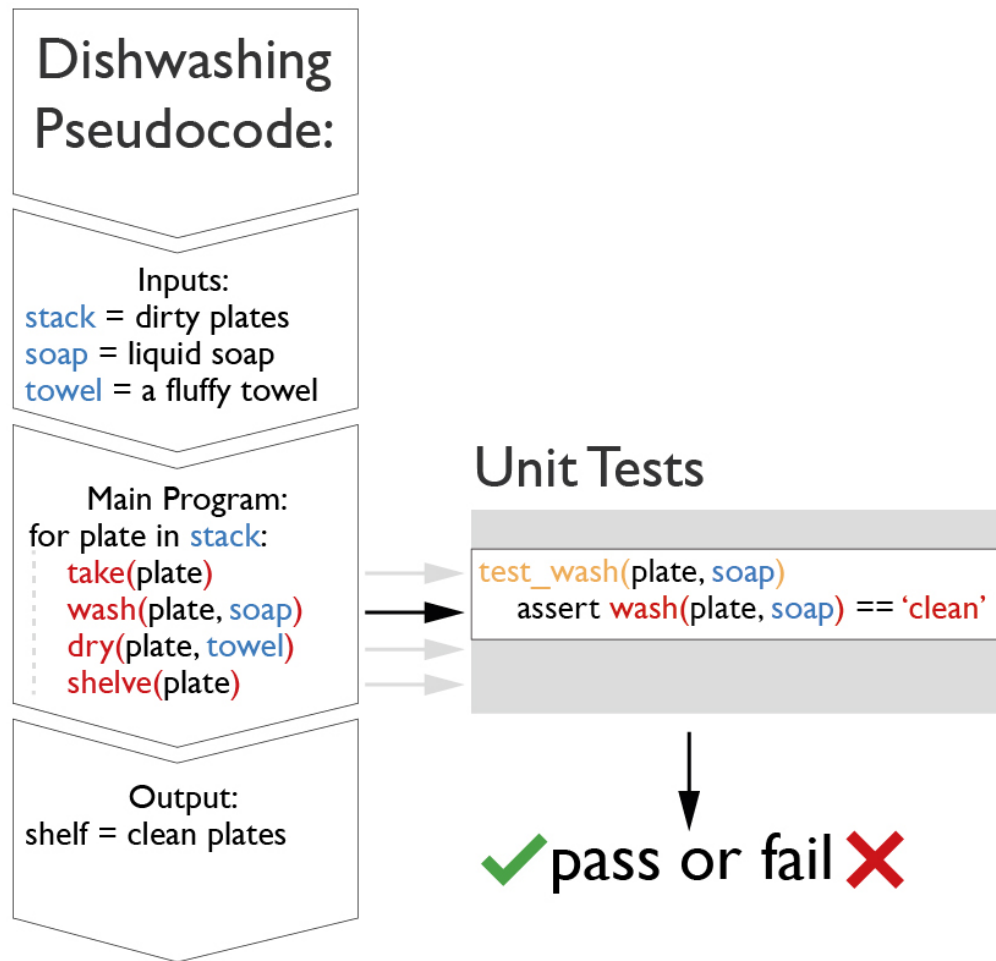 Dishwashing
Pseudocode:
Inputs:
stack = dirty plates
soap = liquid soap
towel = a fluffy towel
Main Program:
for plate in stack:
take(plate)
wash(plate, soap)
dry(plate, towel)
shelve(plate)
Output:
shelf = clean plates
Unit Tests
test_wash(plate, soap)
assert wash(plate, soap) == ‘clean’
pass or fail